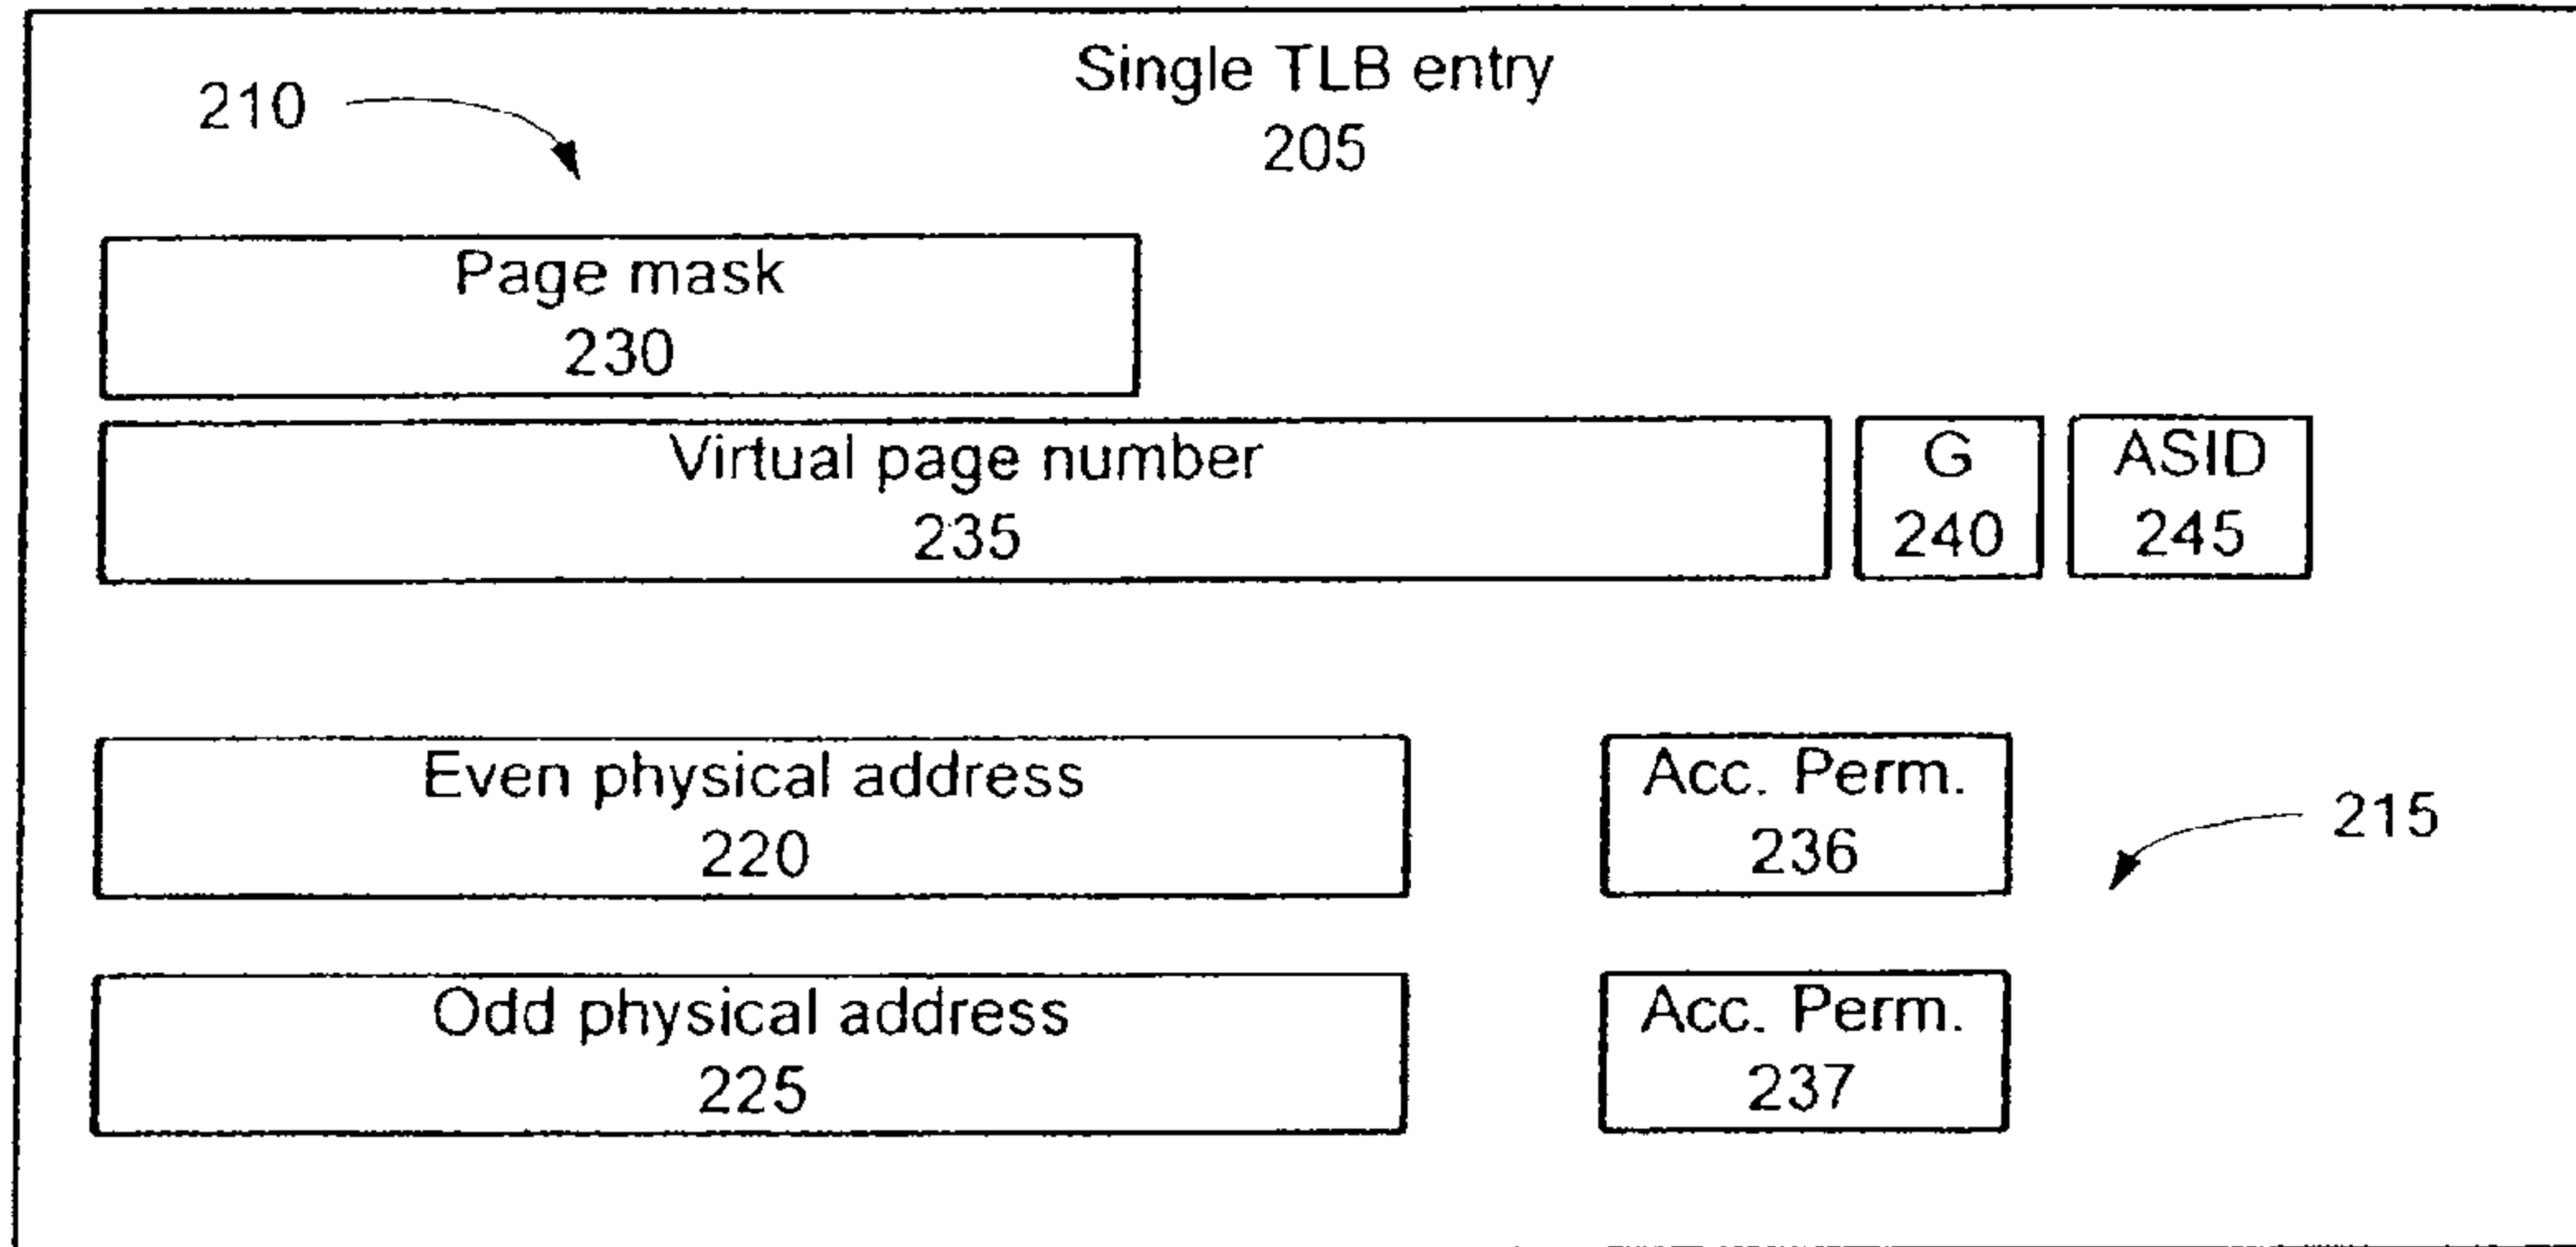 Single TLB entry
205
210
Page mask
230
Virtual page number
235
G
240
ASID
245
Even physical address
220
Acc. Perm.
236
215
Odd physical address
225
Acc. Perm.
237